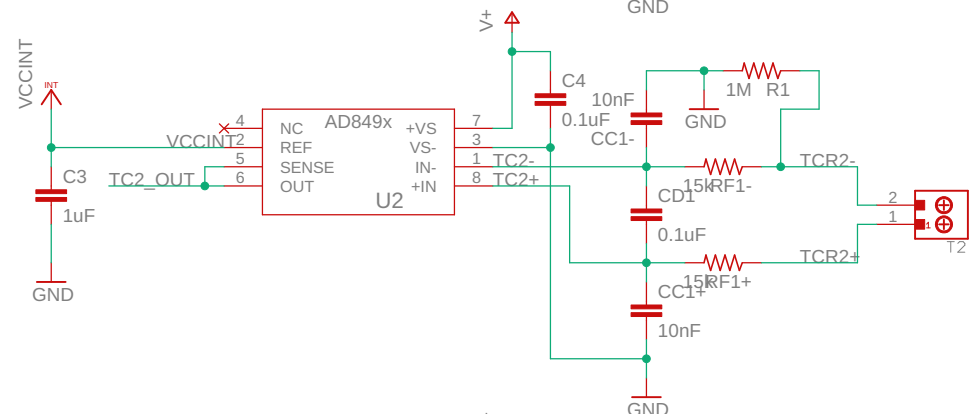 GND
V+
VCCINT
INT
C4
0.1uF
10nF
CC1-
1M R1
GND
AD849x
4 NC +VS 7
VCCINT 2 REF VS- 3
5 SENSE IN- 1 TC2-
TC2_OUT 6 OUT +IN 8 TC2+
U2
15k RF1- TCR2-
C3
1uF
CD1
0.1uF
2
1
1
T2
TCR2+
15k RF1+
CC1+
10nF
GND
GND